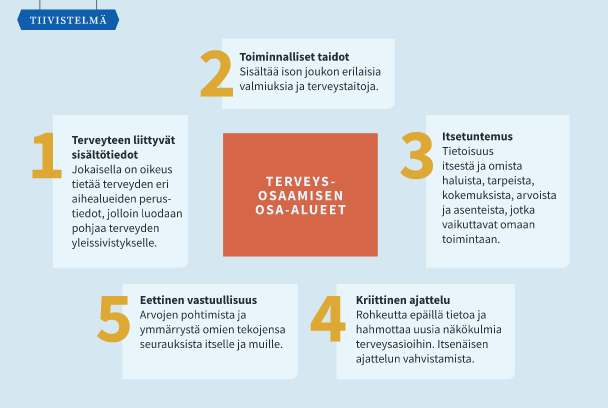 TIIVISTELMÄ
2
Toiminnalliset taidot
Sisältää ison joukon erilaisia
valmiuksia ja terveystaitoja.
1
Terveyteen liittyvät
sisältötiedot
Jokaisella on oikeus
tietää terveyden eri
aihealueiden perus-
tiedot, jolloin luodaan
pohjaa terveyden
yleissivistykselle.
TERVEYS-
OSAAMISEN
OSA-ALUEET
3
Itsetuntemus
Tietoisuus
itsestä ja omista
haluista, tarpeista,
kokemuksista, arvoista
ja asenteista, jotka
vaikuttavat omaan
toimintaan.
5
Eettinen vastuullisuus
Arvojen pohtimista ja
ymmärrystä omien tekojensa
seurauksista itselle ja muille.
4
Kriittinen ajattelu
Rohkeutta epäillä tietoa ja
hahmottaa uusia näkökulmia
terveysasioihin. Itsenäisen
ajattelun vahvistamista.